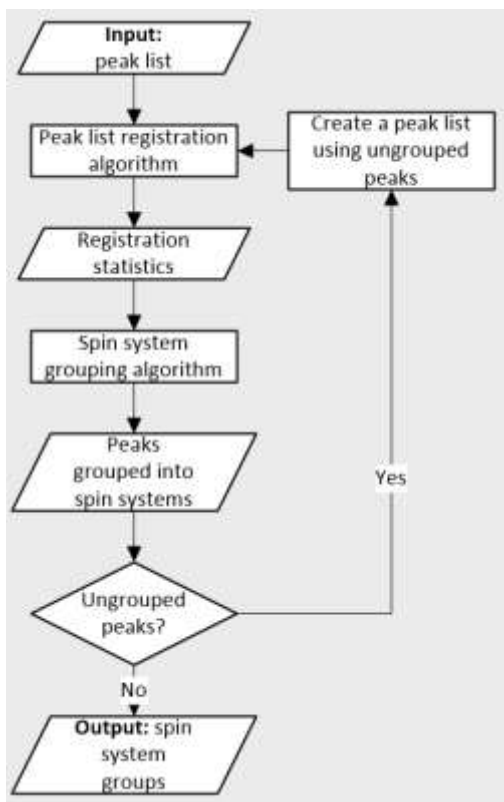 Input:
peak list
Peak list registration
algorithm
Create a peak list
using ungrouped
peaks
Registration
statistics
Spin system
grouping algorithm
Peaks
grouped into
spin systems
Yes
Ungrouped
peaks?
No
Output: spin
system
groups